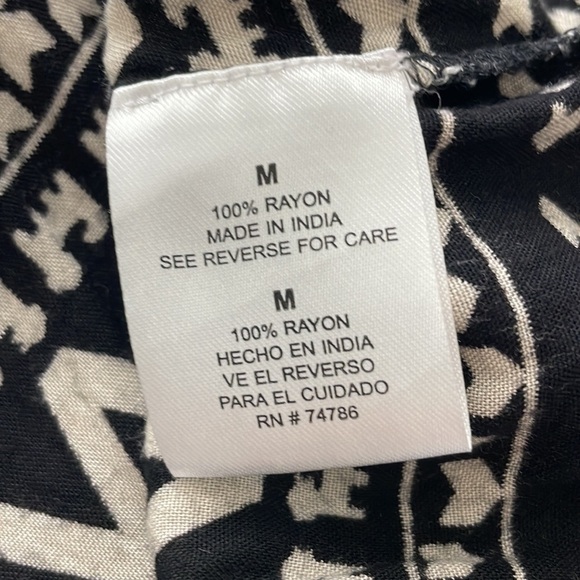 M
100% RAYON
MADE IN INDIA
SEE REVERSE FOR CARE
M
100% RAYON
HECHO EN INDIA
VE EL REVERSO
PARA EL CUIDADO
RN # 74786